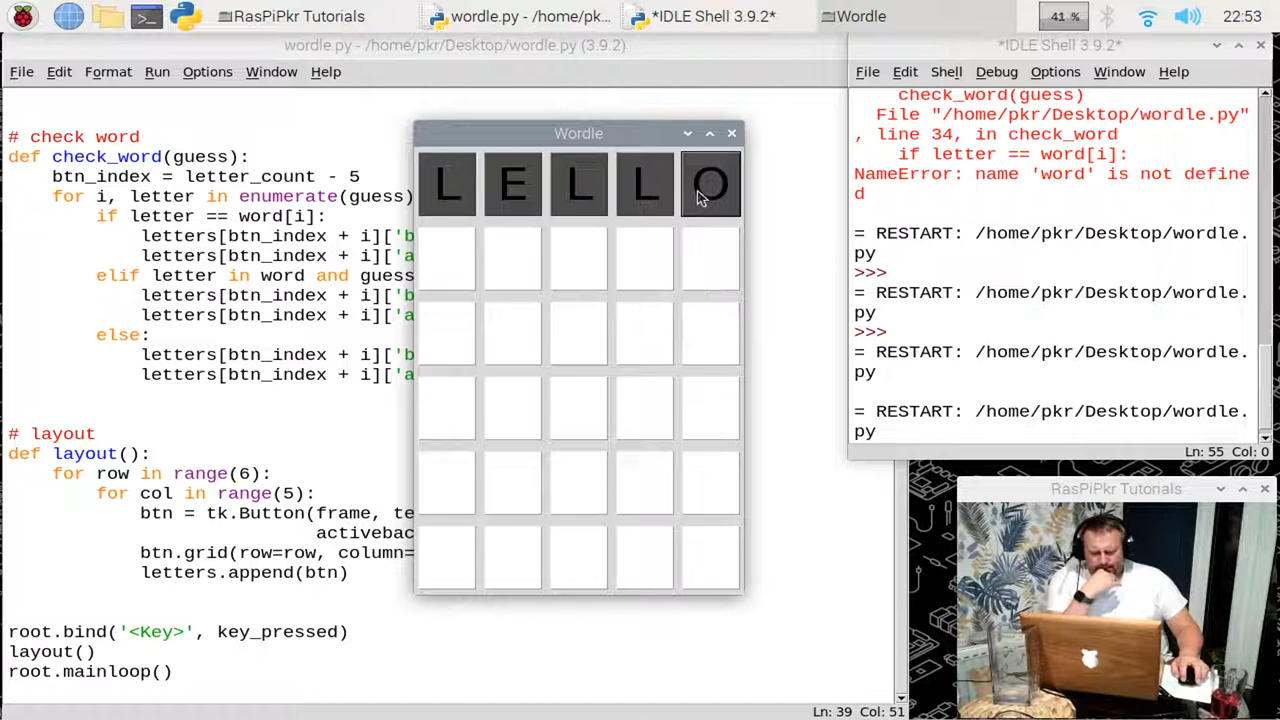 RasPiPkr Tutorials
wordle.py - /home/pk...
*IDLE Shell 3.9.2*
Wordle
41 %
22:53
wordle.py - /home/pkr/Desktop/wordle.py (3.9.2)
File Edit Format Run Options Window Help
# check word
def check_word(guess):
btn_index = letter_count - 5
for i, letter in enumerate(guess)
if letter == word[i]:
letters[btn_index + i]['b
letters[btn_index + i]['a
elif letter in word and guess
letters[btn_index + i]['b
letters[btn_index + i]['a
else:
letters[btn_index + i]['b
letters[btn_index + i]['a
# layout
def layout():
for row in range(6):
for col in range(5):
btn = tk.Button(frame, te
activebac
btn.grid(row=row, column=
letters.append(btn)
root.bind('<Key>', key_pressed)
layout()
root.mainloop()
Ln: 39 Col: 51
Wordle
L E L L O
*IDLE Shell 3.9.2*
File Edit Shell Debug Options Window Help
check_word(guess)
File "/home/pkr/Desktop/wordle.py"
, line 34, in check_word
if letter == word[i]:
NameError: name 'word' is not define
d
= RESTART: /home/pkr/Desktop/wordle.
py
>>>
= RESTART: /home/pkr/Desktop/wordle.
py
>>>
= RESTART: /home/pkr/Desktop/wordle.
py
= RESTART: /home/pkr/Desktop/wordle.
py
Ln: 55 Col: 0
RasPiPkr Tutorials